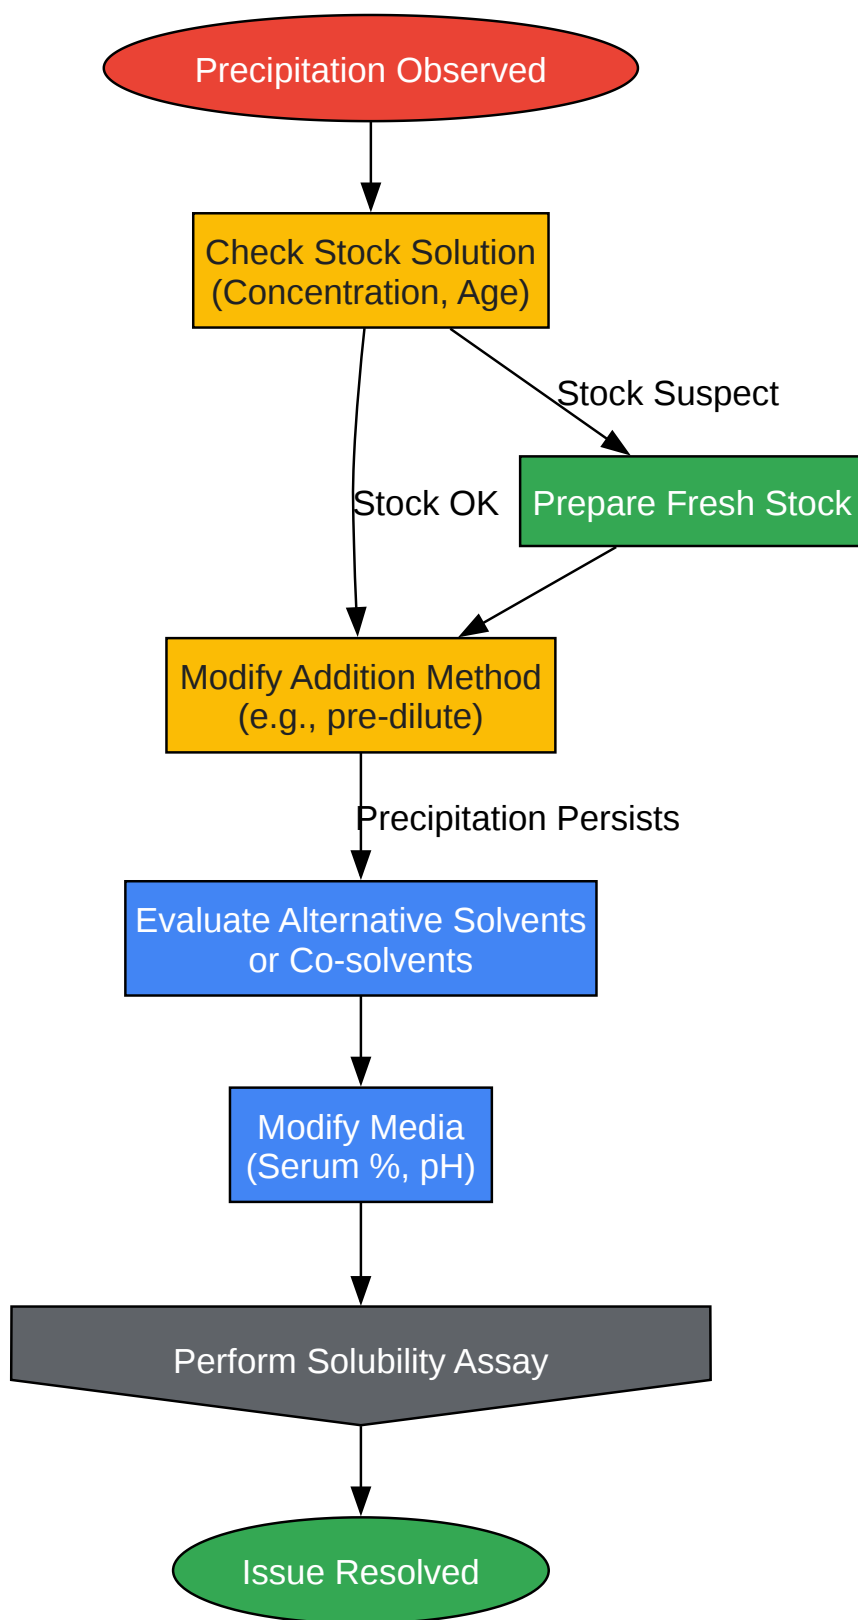 Precipitation Observed
Check Stock Solution
(Concentration, Age)
Stock Suspect
Stock OK
Prepare Fresh Stock
Modify Addition Method
(e.g., pre-dilute)
Precipitation Persists
Evaluate Alternative Solvents
or Co-solvents
Modify Media
(Serum %, pH)
Perform Solubility Assay
Issue Resolved